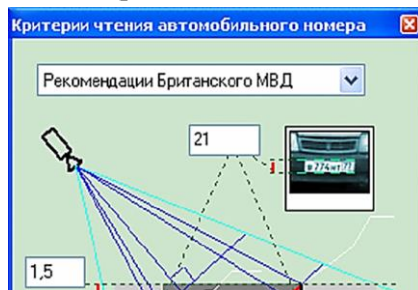 Критерии чтения автомобильного номера
Рекомендации Британского МВД
21
1,5